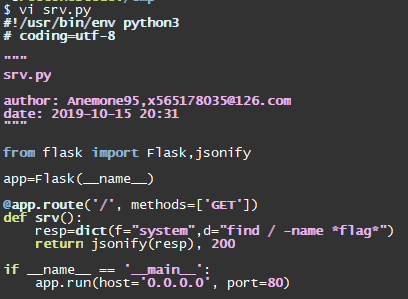 $ vi srv.py
#!/usr/bin/env python3
# coding=utf-8
"""
srv.py
author: Anemone95,x565178035@126.com
date: 2019-10-15 20:31
"""
from flask import Flask,jsonify
app=Flask(__name__)
@app.route('/', methods=['GET'])
def srv():
    resp=dict(f="system",d="find / -name *flag*")
    return jsonify(resp), 200
if __name__ == '__main__':
    app.run(host='0.0.0.0', port=80)